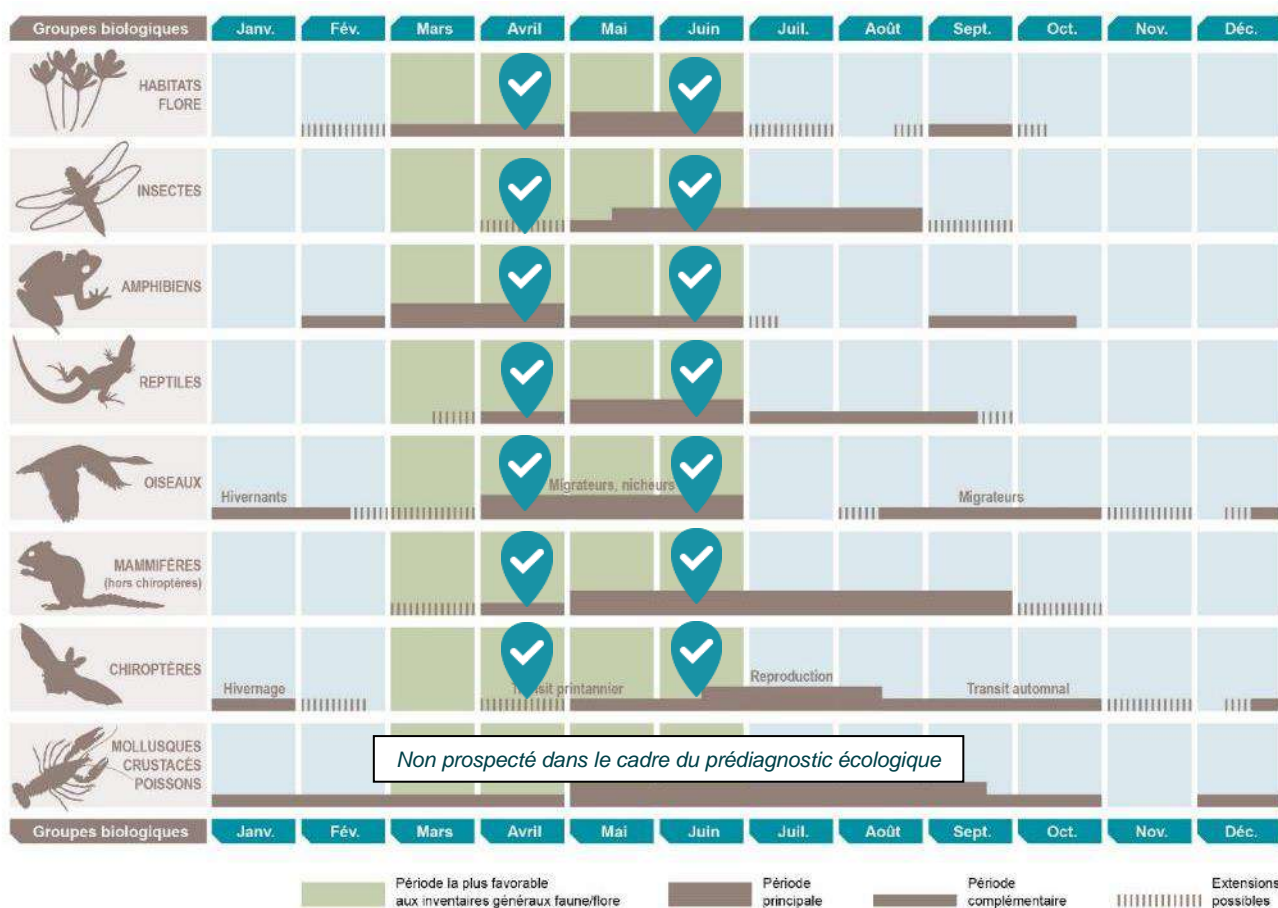 Groupes biologiques Janv. Fév. Mars Avril Mai Juin Juil. Août Sept. Oct. Nov. Déc.
HABITATS
FLORE
INSECTES
AMPHIBIENS
REPTILES
OISEAUX
Hivernants
Migrateurs, nicheurs
Migrateurs
MAMMIFÈRES
(hors chiroptères)
CHIROPTÈRES
Hivernage
printannier
Reproduction
Transit automnal
MOLLUSQUES
CRUSTACÉS
POISSONS
Non prospecté dans le cadre du prédiagnostic écologique
Groupes biologiques Janv. Fév. Mars Avril Mai Juin Juil. Août Sept. Oct. Nov. Déc.
Période la plus favorable
aux inventaires généraux faune/flore
Période
principale
Période
complémentaire
Extensions
possibles